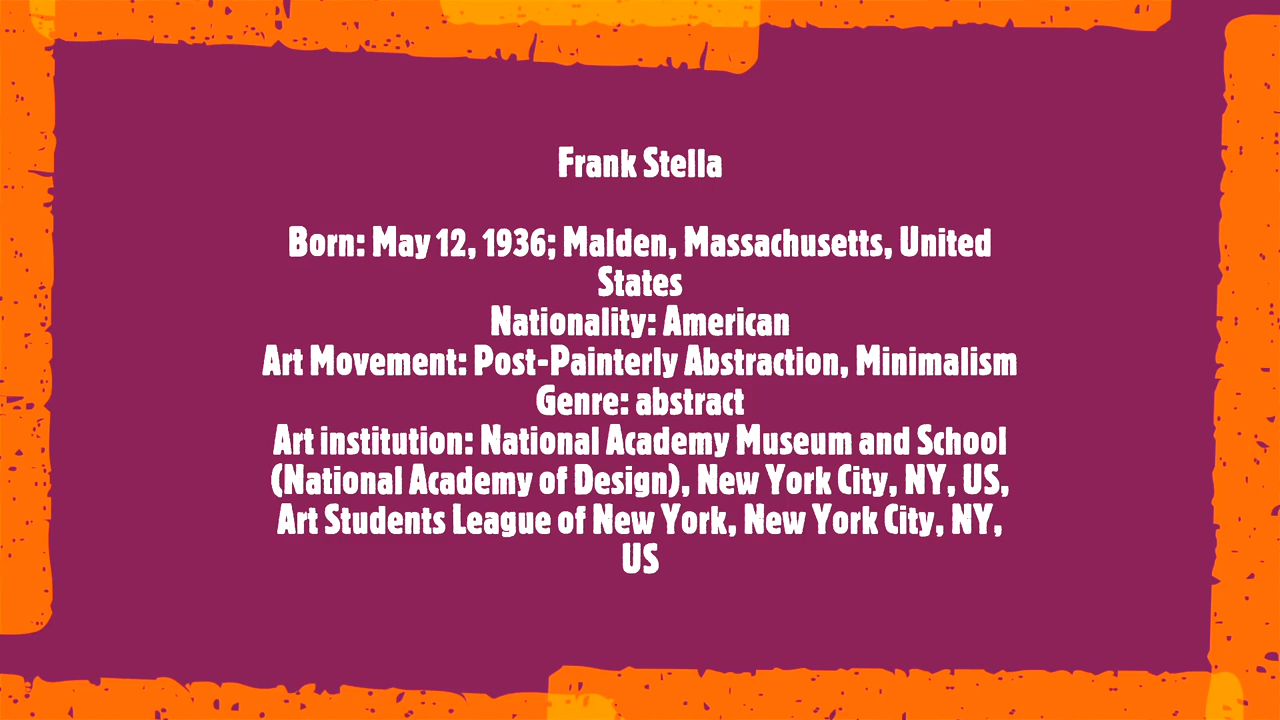 Frank Stella
Born: May 12, 1936; Malden, Massachusetts, United
States
Nationality: American
Art Movement: Post-Painterly Abstraction, Minimalism
Genre: abstract
Art institution: National Academy Museum and School
(National Academy of Design), New York City, NY, US,
Art Students League of New York, New York City, NY,
US